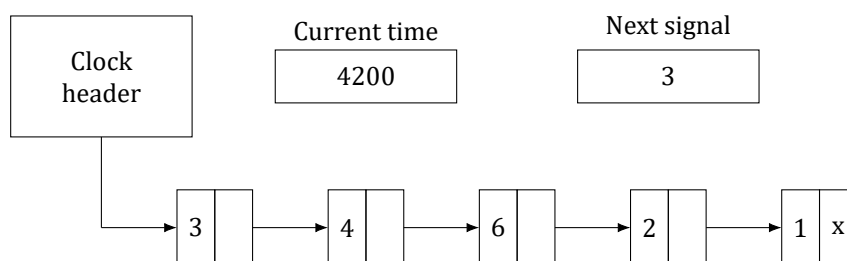 Clock
header
Current time
4200
Next signal
3
3
4
6
2
1 x